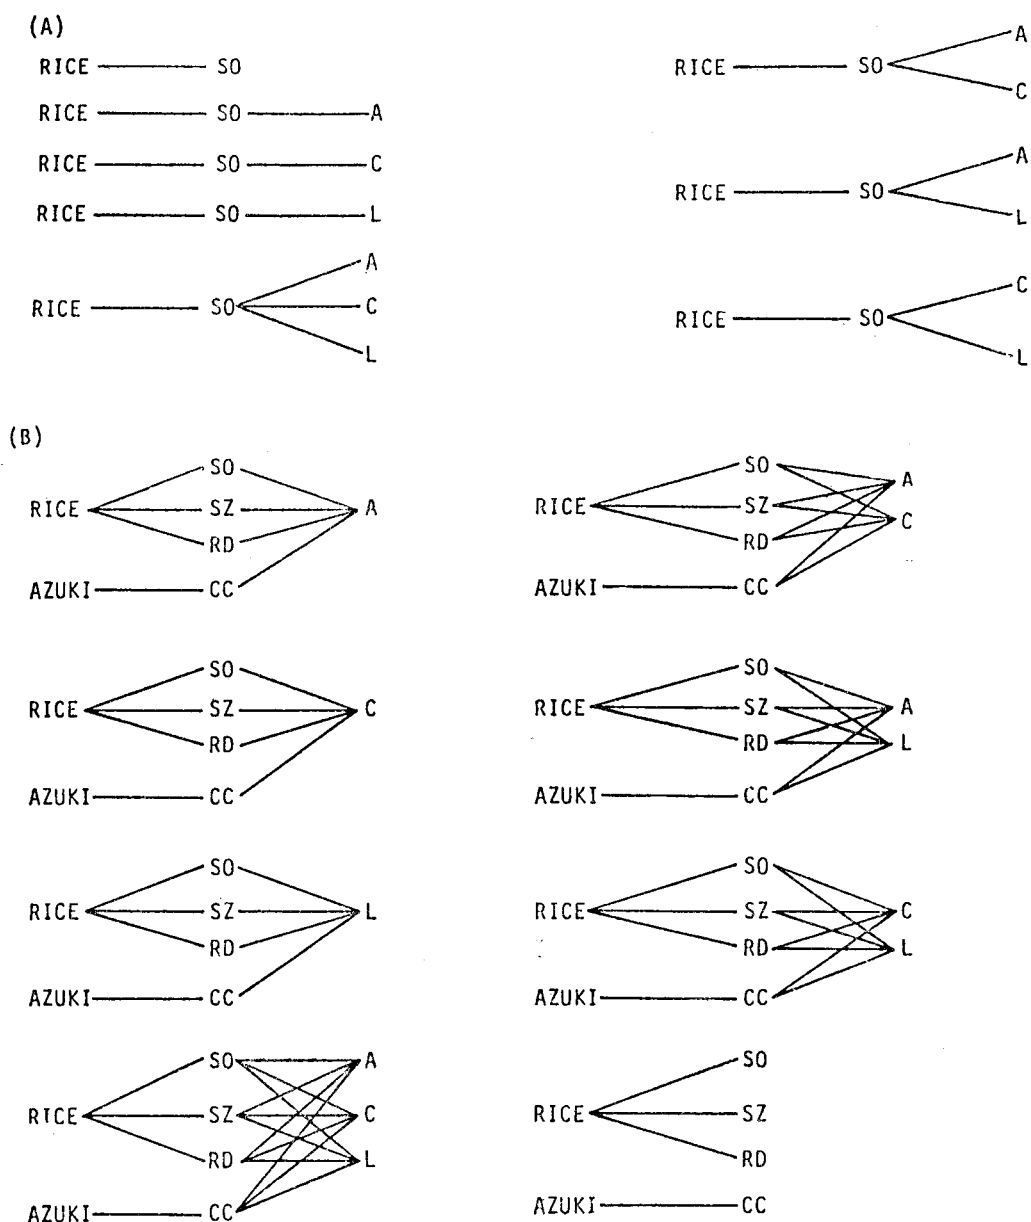 (A)
RICE SO
RICE SO A
RICE SO C
RICE SO L
A
RICE SO C
L
A
RICE SO
C
A
RICE SO
L
C
RICE SO
L
(B)
SO
RICE SZ A
RD
AZUKI CC
SO
A
RICE SZ
C
RD
AZUKI CC
SO
RICE SZ C
RD
AZUKI CC
SO
RICE SZ A
RD L
AZUKI CC
SO
RICE SZ L
RD
AZUKI CC
SO
RICE SZ C
RD L
AZUKI CC
SO A
RICE SZ C
RD L
AZUKI CC
SO
RICE SZ
RD
AZUKI CC